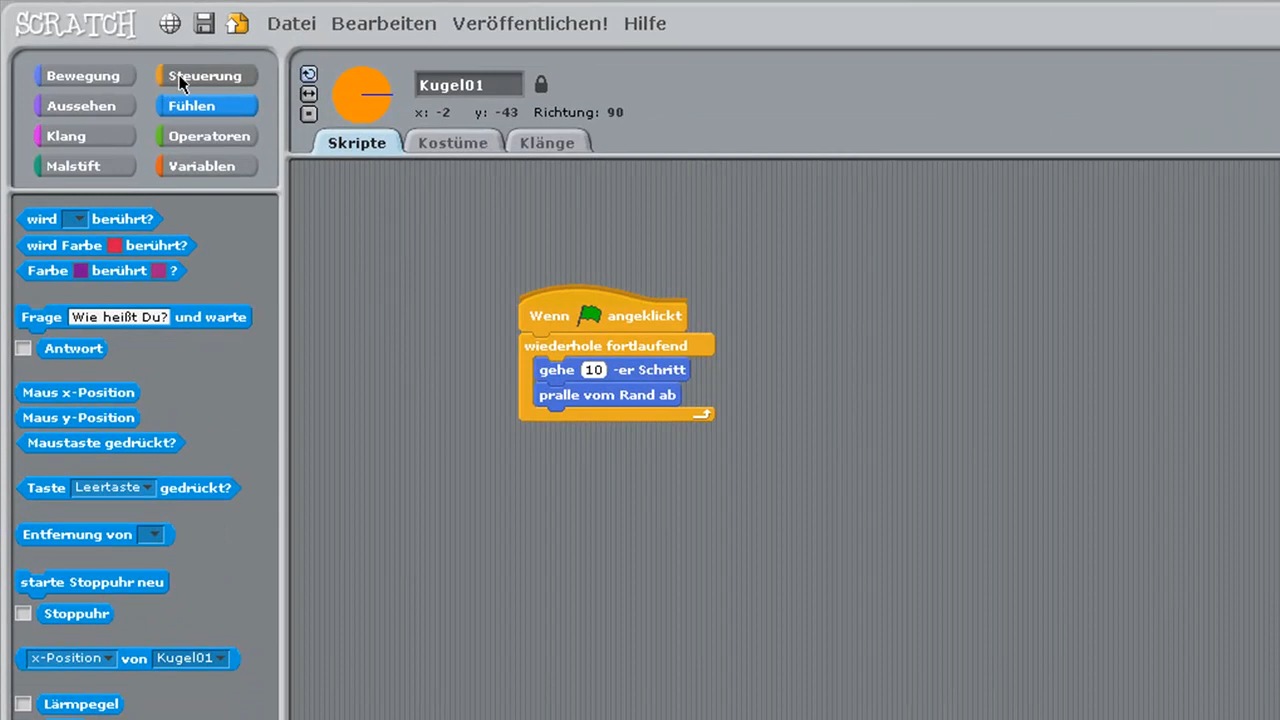 SCRATCH Datei Bearbeiten Veröffentlichen! Hilfe
Bewegung Steuerung
Aussehen Fühlen
Klang Operatoren
Malstift Variablen
Kugel01
x: -2 y: -43 Richtung: 90
Skripte Kostüme Klänge
wird berührt?
wird Farbe berührt?
Farbe berührt ?
Frage Wie heißt Du? und warte
Antwort
Maus x-Position
Maus y-Position
Maustaste gedrückt?
Taste Leertaste gedrückt?
Entfernung von
starte Stoppuhr neu
Stoppuhr
x-Position von Kugel01
Lärmpegel
Wenn angeklickt
wiederhole fortlaufend
gehe 10 -er Schritt
pralle vom Rand ab